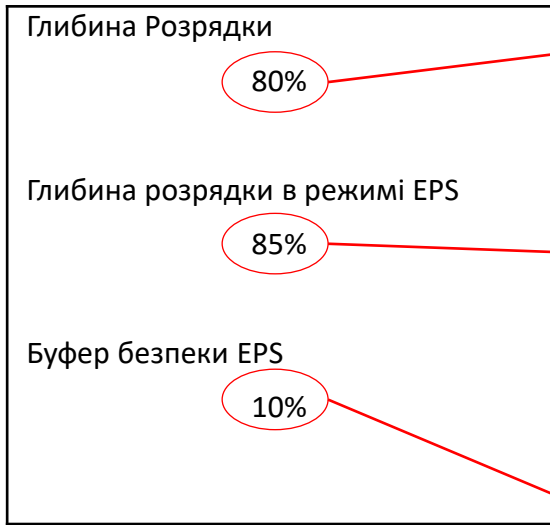 Глибина Розрядки
80%
Глибина розрядки в режимі EPS
85%
Буфер безпеки EPS
10%